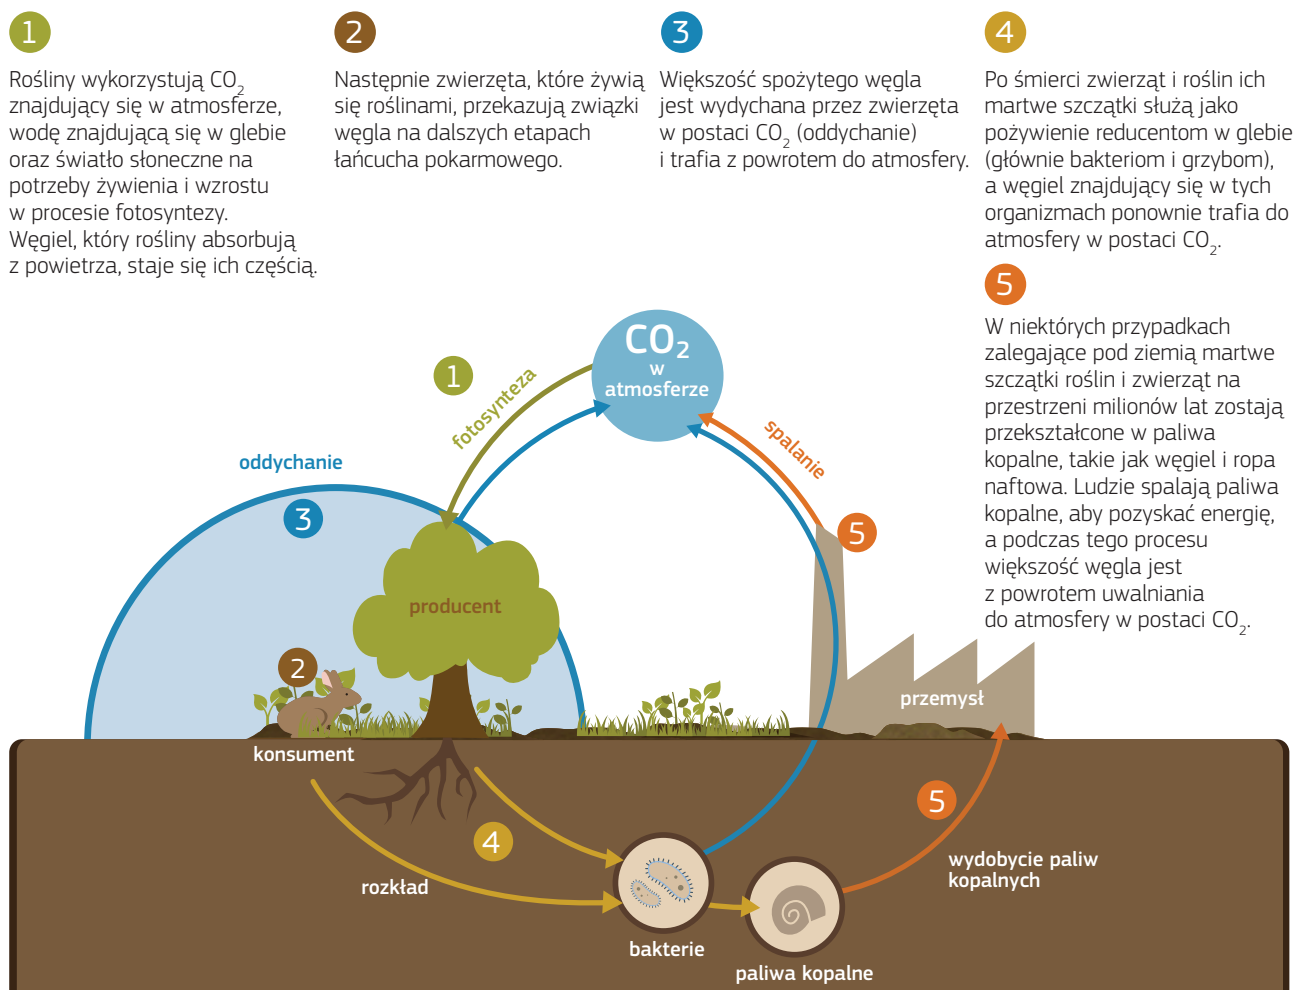 1
Rośliny wykorzystują CO₂
znajdujący się w atmosferze,
wodę znajdującą się w glebie
oraz światło słoneczne na
potrzeby żywienia i wzrostu
w procesie fotosyntezy.
Węgiel, który rośliny absorbują
z powietrza, staje się ich częścią.
2
Następnie zwierzęta, które żywią
się roślinami, przekazują związki
węgla na dalszych etapach
łańcucha pokarmowego.
3
Większość spożytego węgla
jest wydychana przez zwierzęta
w postaci CO₂ (oddychanie)
i trafia z powrotem do atmosfery.
4
Po śmierci zwierząt i roślin ich
martwe szczątki służą jako
pożywienie reducentom w glebie
(głównie bakteriom i grzybom),
a węgiel znajdujący się w tych
organizmach ponownie trafia do
atmosfery w postaci CO₂.
5
W niektórych przypadkach
zalegające pod ziemią martwe
szczątki roślin i zwierząt na
przestrzeni milionów lat zostają
przekształcone w paliwa
kopalne, takie jak węgiel i ropa
naftowa. Ludzie spalają paliwa
kopalne, aby pozyskać energię,
a podczas tego procesu
większość węgla jest
z powrotem uwalniania
do atmosfery w postaci CO₂.
CO₂
w
atmosferze
1
fotosynteza
spalanie
oddychanie
3
5
producent
2
przemysł
konsument
5
4
wydobycie paliw
kopalnych
rozkład
bakterie
paliwa kopalne